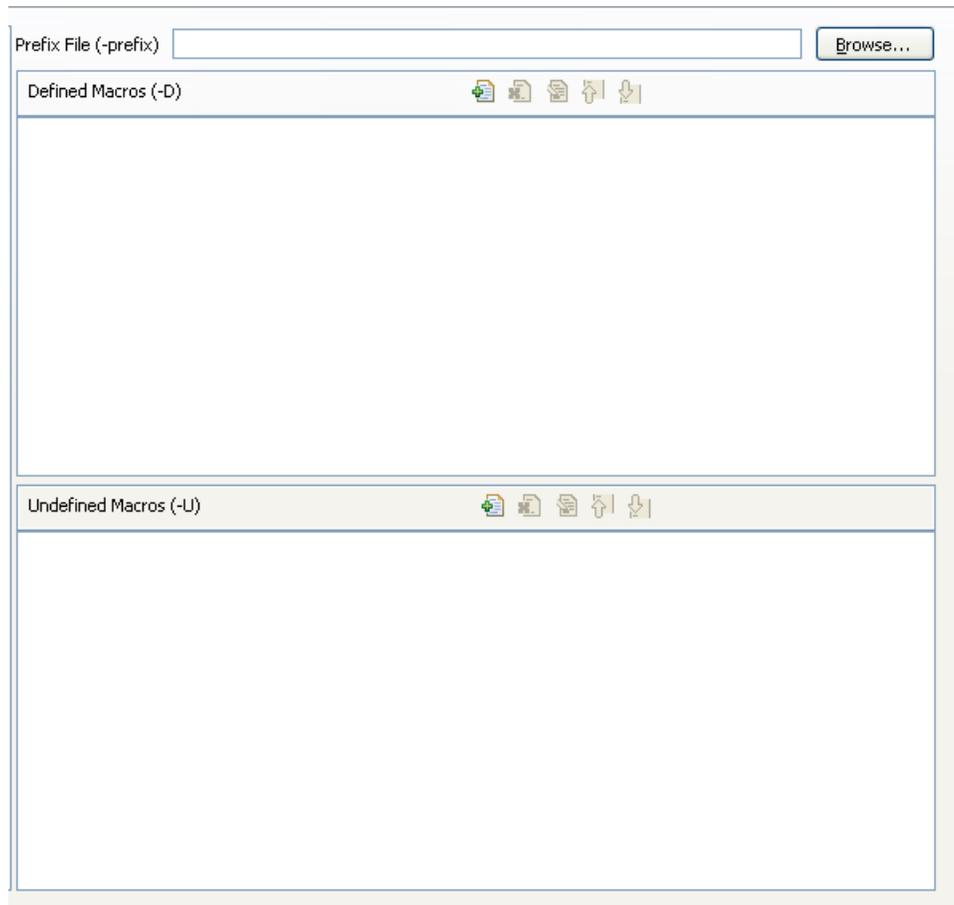 Prefix File (-prefix) Browse...
Defined Macros (-D)
Undefined Macros (-U)